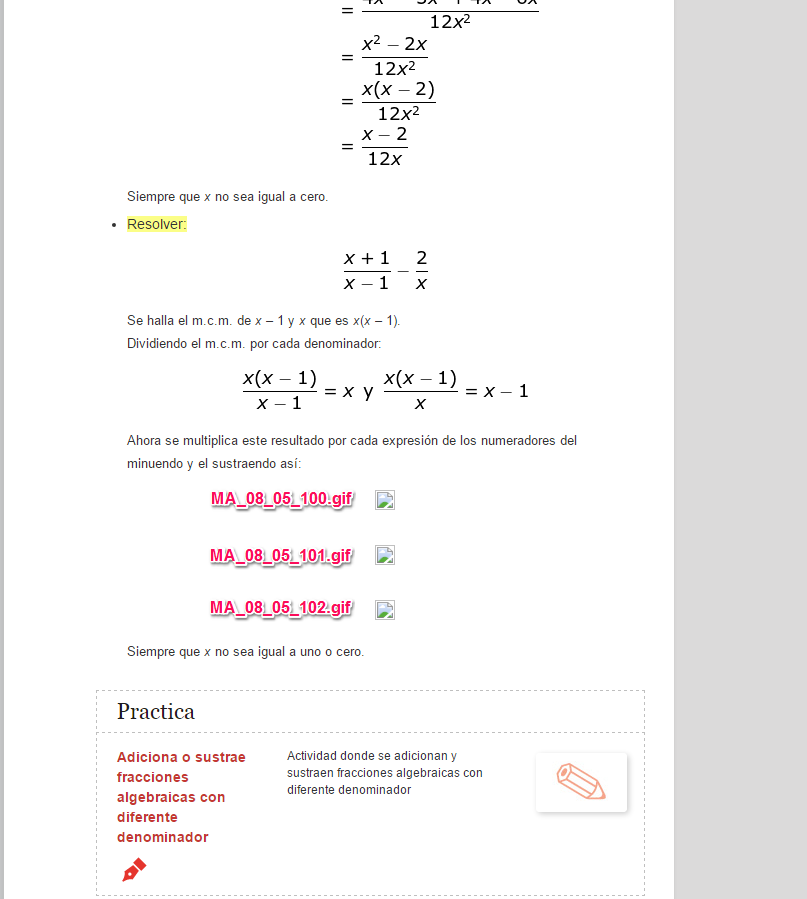 =
12x²
= x² – 2x
12x²
= x(x – 2)
12x²
= x – 2
12x
Siempre que x no sea igual a cero.
• Resolver:
x + 1 – 2
x – 1 x
Se halla el m.c.m. de x – 1 y x que es x(x – 1).
Dividiendo el m.c.m. por cada denominador:
x(x – 1) = x y x(x – 1) = x – 1
x – 1 x
Ahora se multiplica este resultado por cada expresión de los numeradores del
minuendo y el sustraendo así:
MA_08_05_100.gif
MA_08_05_101.gif
MA_08_05_102.gif
Siempre que x no sea igual a uno o cero.
Practica
Adiciona o sustrae
fracciones
algebraicas con
diferente
denominador
Actividad donde se adicionan y
sustraen fracciones algebraicas con
diferente denominador